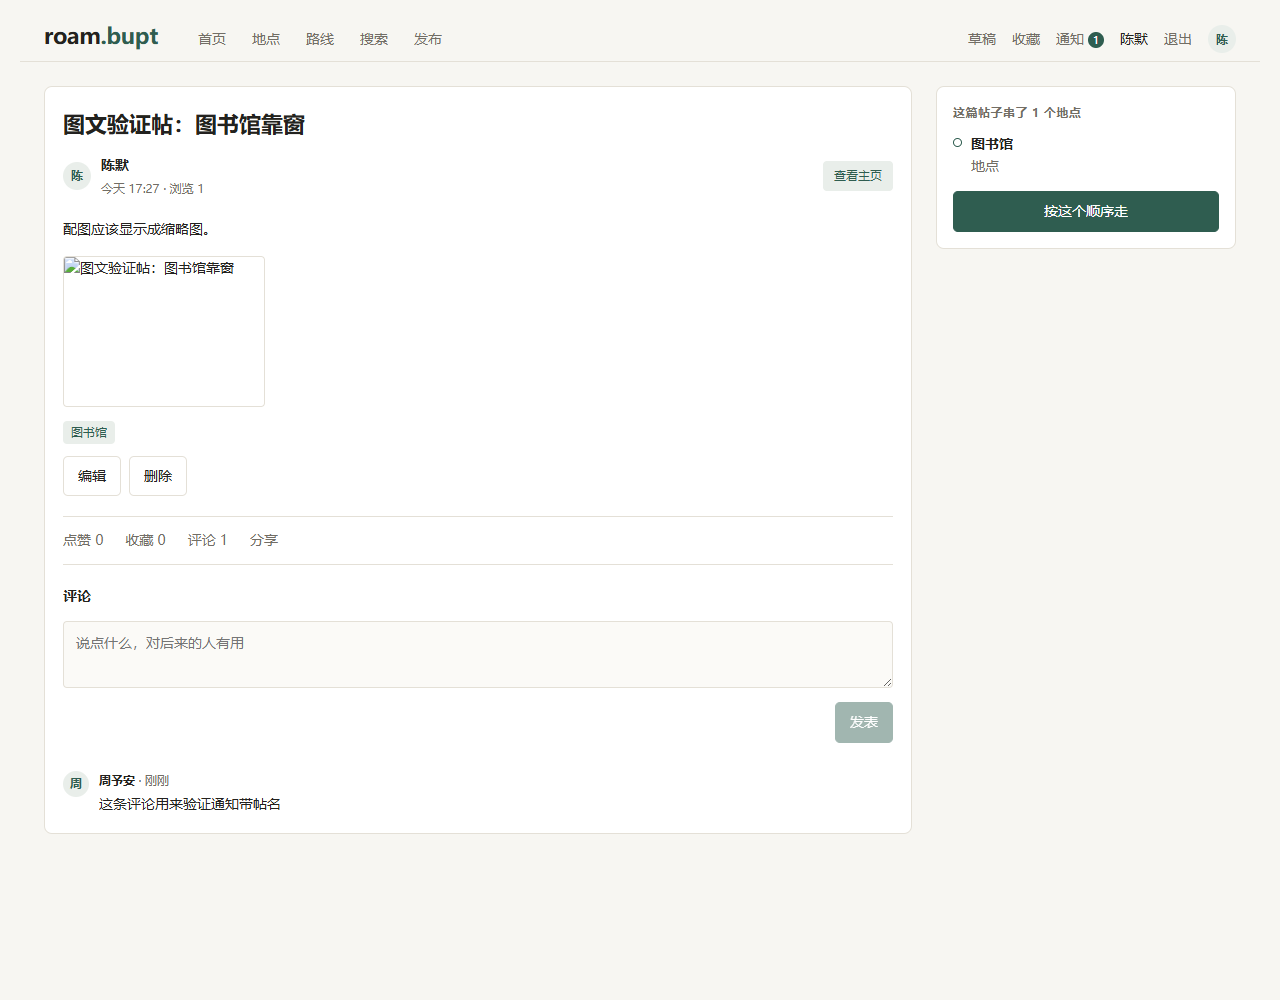 roam.bupt 首页 地点 路线 搜索 发布 草稿 收藏 通知 1 陈默 退出 陈
图文验证帖：图书馆靠窗
陈 陈默
今天 17:27 · 浏览 1
查看主页
配图应该显示成缩略图。
图文验证帖：图书馆靠窗
图书馆
编辑 删除
点赞 0 收藏 0 评论 1 分享
评论
说点什么，对后来的人有用
发表
周 周予安 · 刚刚
这条评论用来验证通知带帖名
这篇帖子串了 1 个地点
图书馆
地点
按这个顺序走